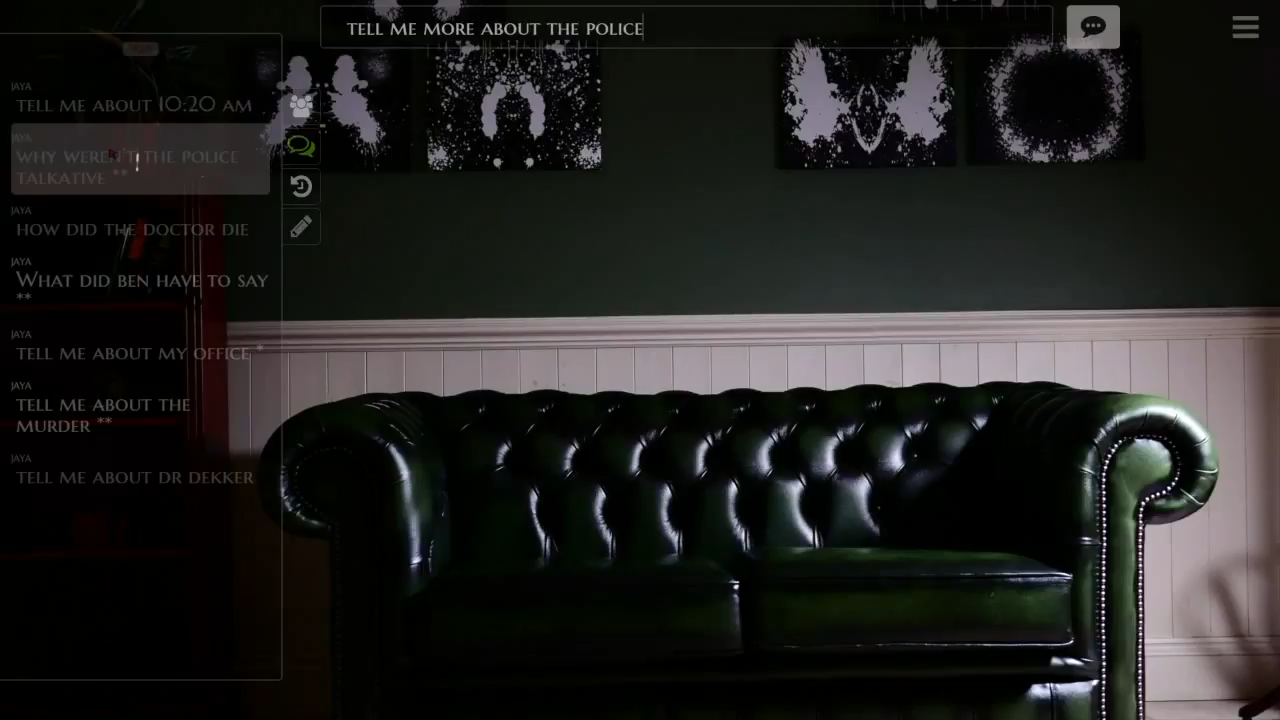 TELL ME MORE ABOUT THE POLICE
JAYA
TELL ME ABOUT 10:20 AM
JAYA
WHY WEREN'T THE POLICE
TALKATIVE **
JAYA
HOW DID THE DOCTOR DIE
JAYA
WHAT DID BEN HAVE TO SAY
**
JAYA
TELL ME ABOUT MY OFFICE *
JAYA
TELL ME ABOUT THE
MURDER **
JAYA
TELL ME ABOUT DR DEKKER